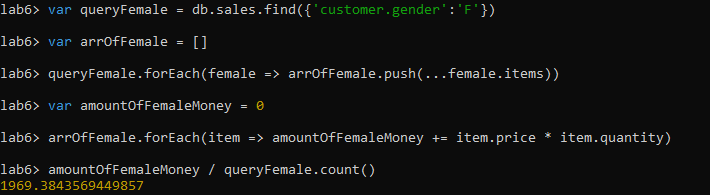 lab6> var queryFemale = db.sales.find({'customer.gender':'F'})
lab6> var arrOfFemale = []
lab6> queryFemale.forEach(female => arrOfFemale.push(...female.items))
lab6> var amountOfFemaleMoney = 0
lab6> arrOfFemale.forEach(item => amountOfFemaleMoney += item.price * item.quantity)
lab6> amountOfFemaleMoney / queryFemale.count()
1969.3843569449857